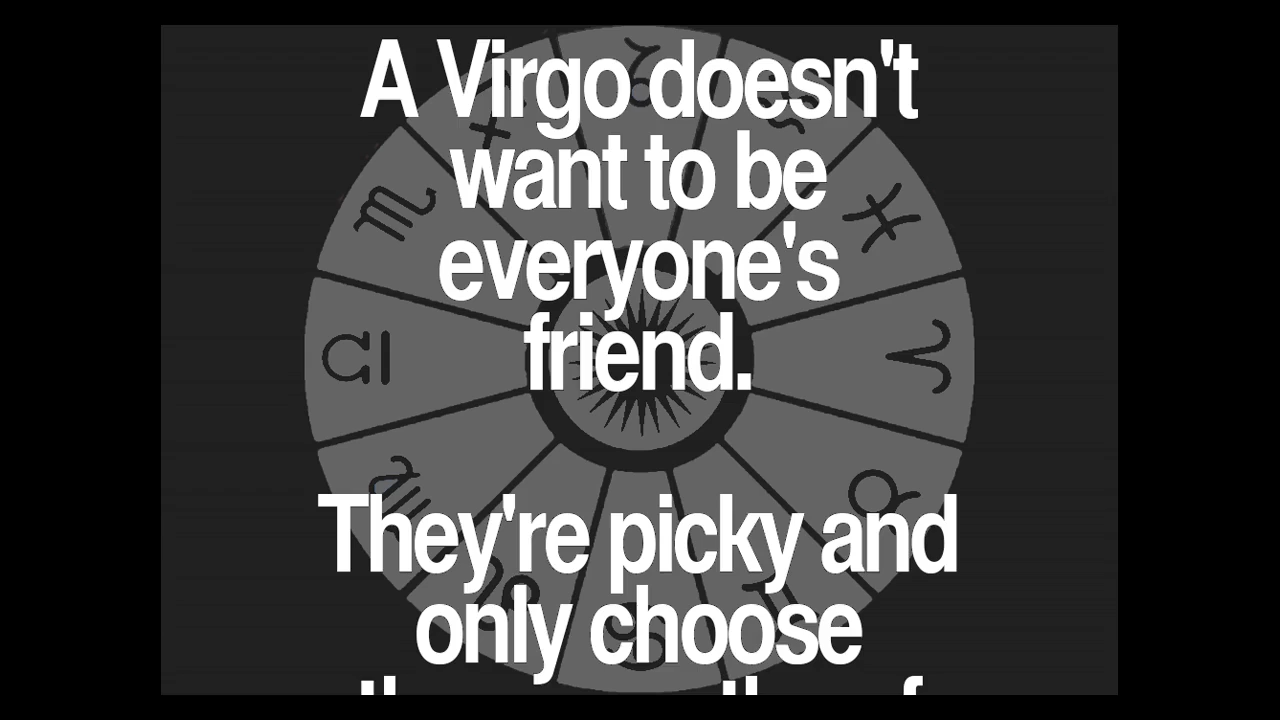 A Virgo doesn't
want to be
everyone's
friend.
They're picky and
only choose